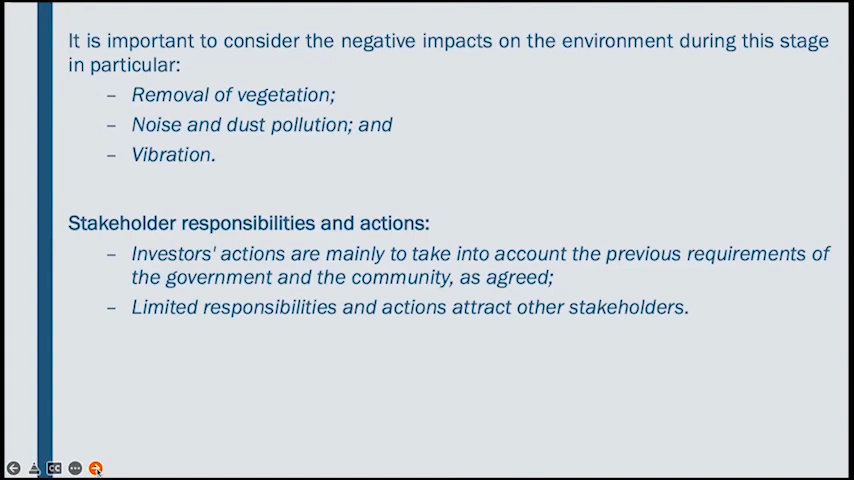 It is important to consider the negative impacts on the environment during this stage
in particular:
– Removal of vegetation;
– Noise and dust pollution; and
– Vibration.
Stakeholder responsibilities and actions:
– Investors' actions are mainly to take into account the previous requirements of
the government and the community, as agreed;
– Limited responsibilities and actions attract other stakeholders.
CC